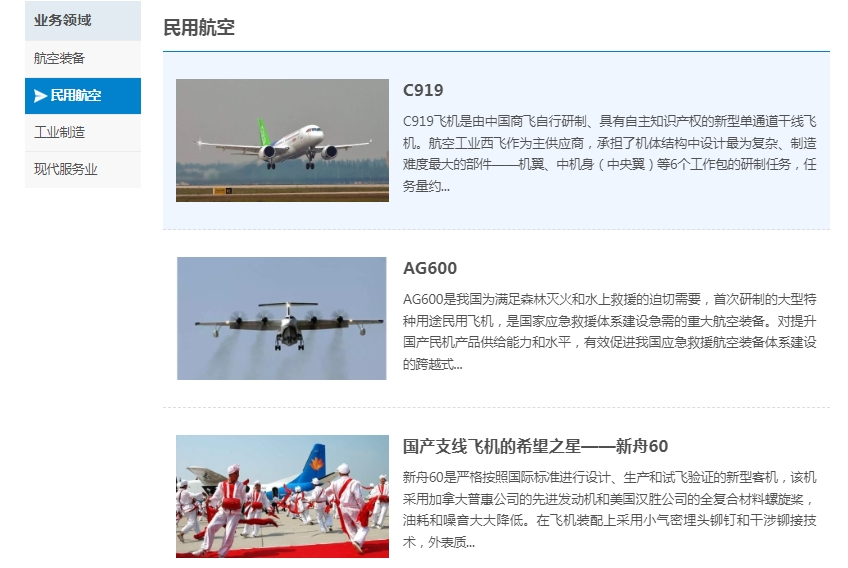 业务领域
航空装备
民用航空
工业制造
现代服务业
民用航空
C919
C919飞机是由中国商飞自行研制、具有自主知识产权的新型单通道干线飞
机。航空工业西飞作为主供应商，承担了机体结构中设计最为复杂、制造
难度最大的部件——机翼、中机身（中央翼）等6个工作包的研制任务，任
务量约...
AG600
AG600是我国为满足森林灭火和水上救援的迫切需要，首次研制的大型特
种用途民用飞机，是国家应急救援体系建设急需的重大航空装备。对提升
国产民机产品供给能力和水平，有效促进我国应急救援航空装备体系建设
的跨越式...
国产支线飞机的希望之星——新舟60
新舟60是严格按照国际标准进行设计、生产和试飞验证的新型客机，该机
采用加拿大普惠公司的先进发动机和美国汉胜公司的全复合材料螺旋桨，
油耗和噪音大大降低。在飞机装配上采用小气密埋头铆钉和干涉铆接技
术，外表质...